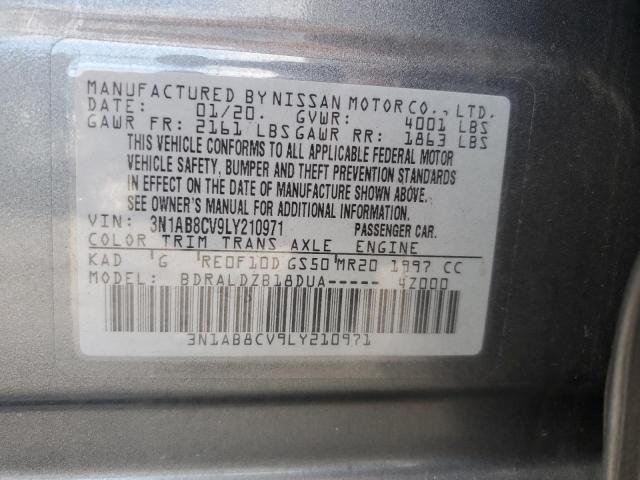 MANUFACTURED BY NISSAN MOTOR CO., LTD.
DATE: 01/20. GVWR: 4001 LBS
GAWR FR: 2161 LBS GAWR RR: 1863 LBS
THIS VEHICLE CONFORMS TO ALL APPLICABLE FEDERAL MOTOR
VEHICLE SAFETY, BUMPER AND THEFT PREVENTION STANDARDS
IN EFFECT ON THE DATE OF MANUFACTURE SHOWN ABOVE.
SEE OWNER'S MANUAL FOR ADDITIONAL INFORMATION.
VIN: 3N1AB8CV9LY210971 PASSENGER CAR.
COLOR TRIM TRANS AXLE ENGINE
KAD 'G 'RE0F10D GS50'MR20 1997 CC
MODEL: BDRALDZB18DUA----- 4Z000
3N1AB8CV9LY210971